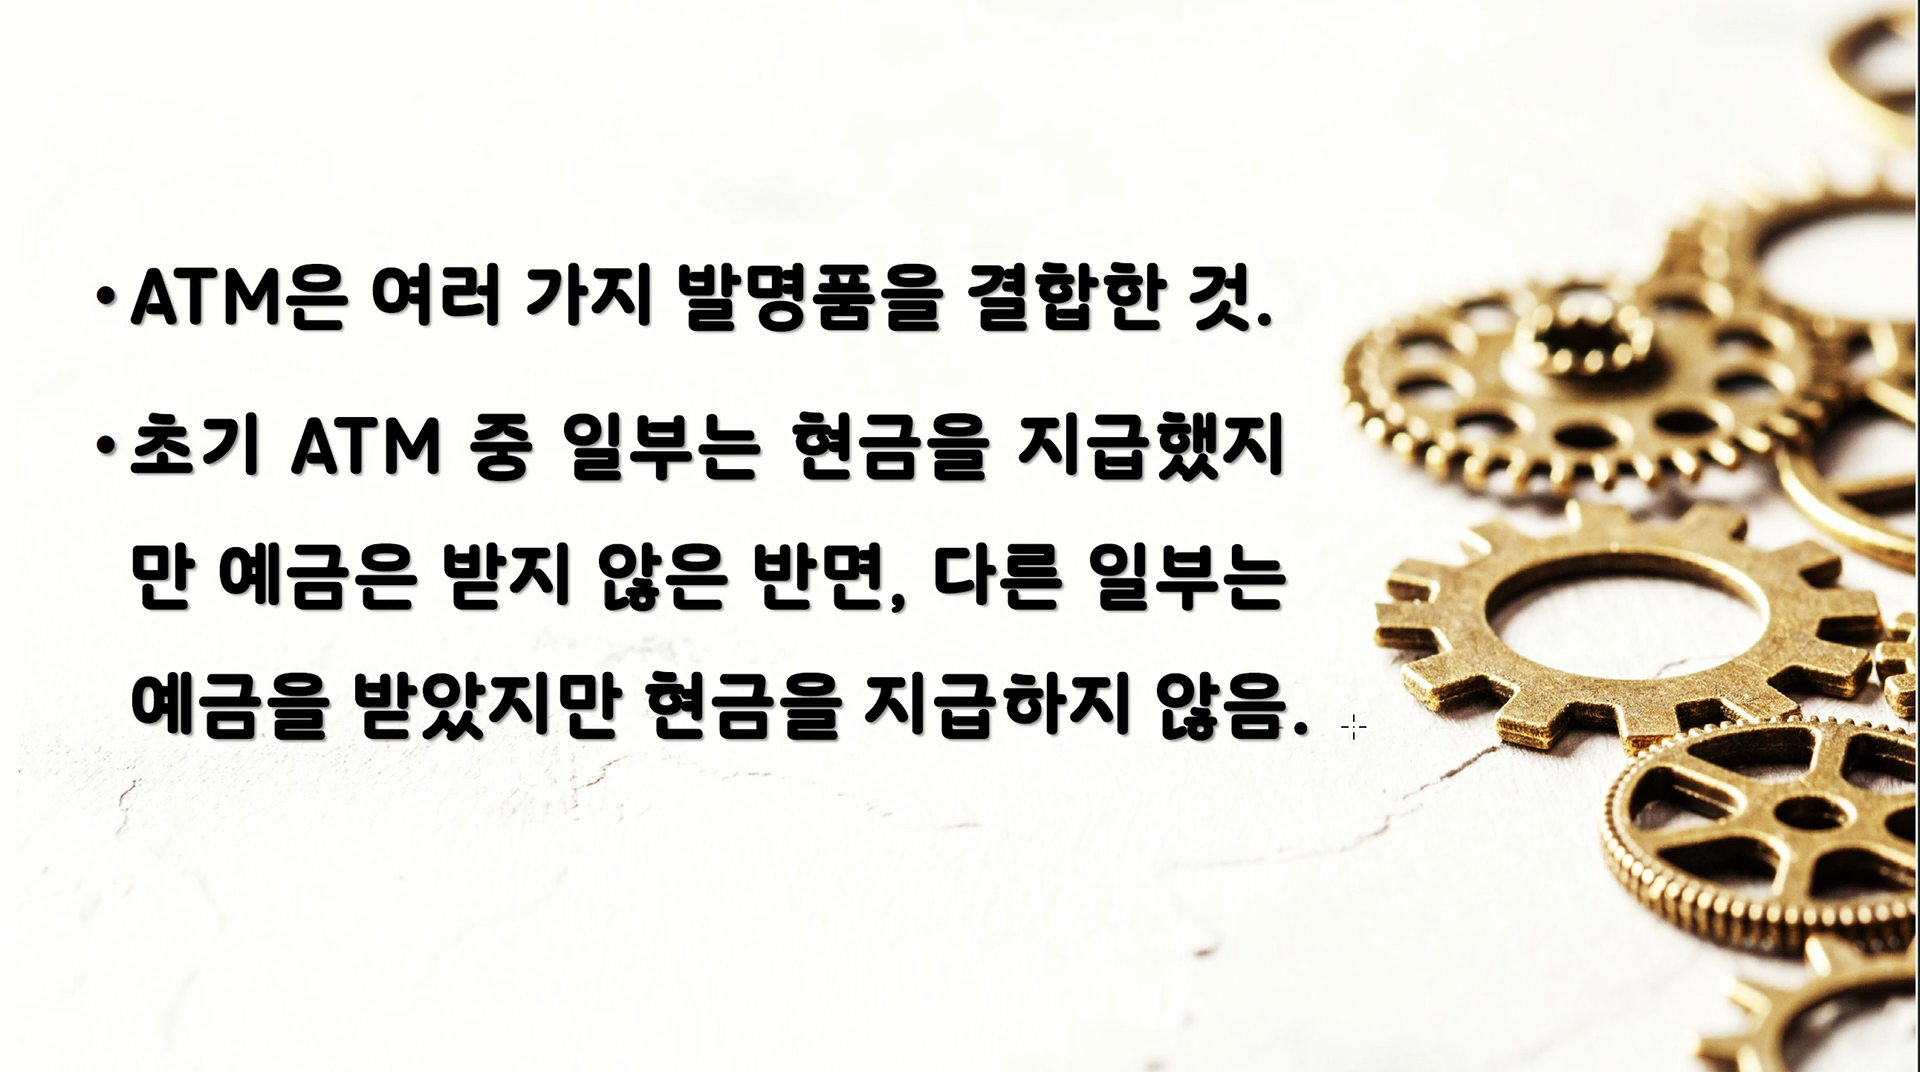 • ATM은 여러 가지 발명품을 결합한 것.
• 초기 ATM 중 일부는 현금을 지급했지
만 예금은 받지 않은 반면, 다른 일부는
예금을 받았지만 현금을 지급하지 않음.